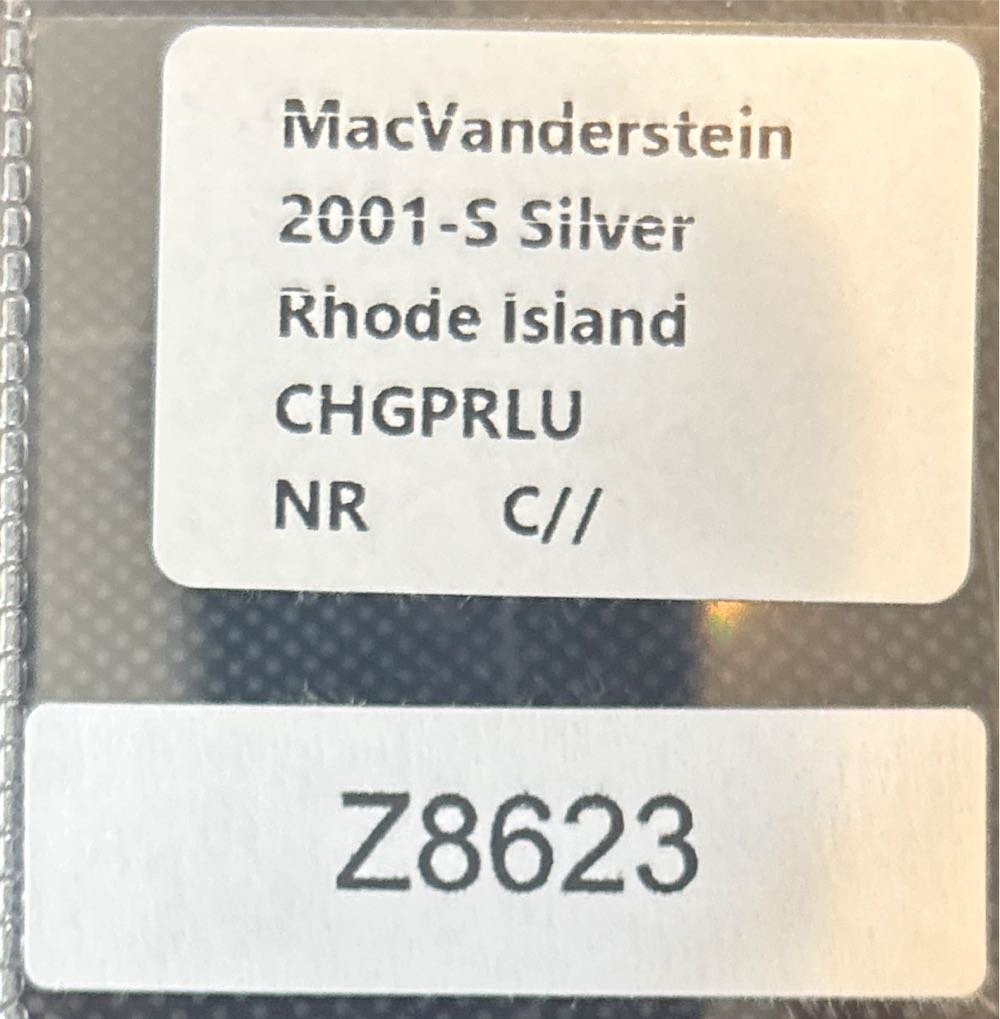 MacVanderstein
2001-S Silver
Rhode Island
CHGPRLU
NR C//
Z8623